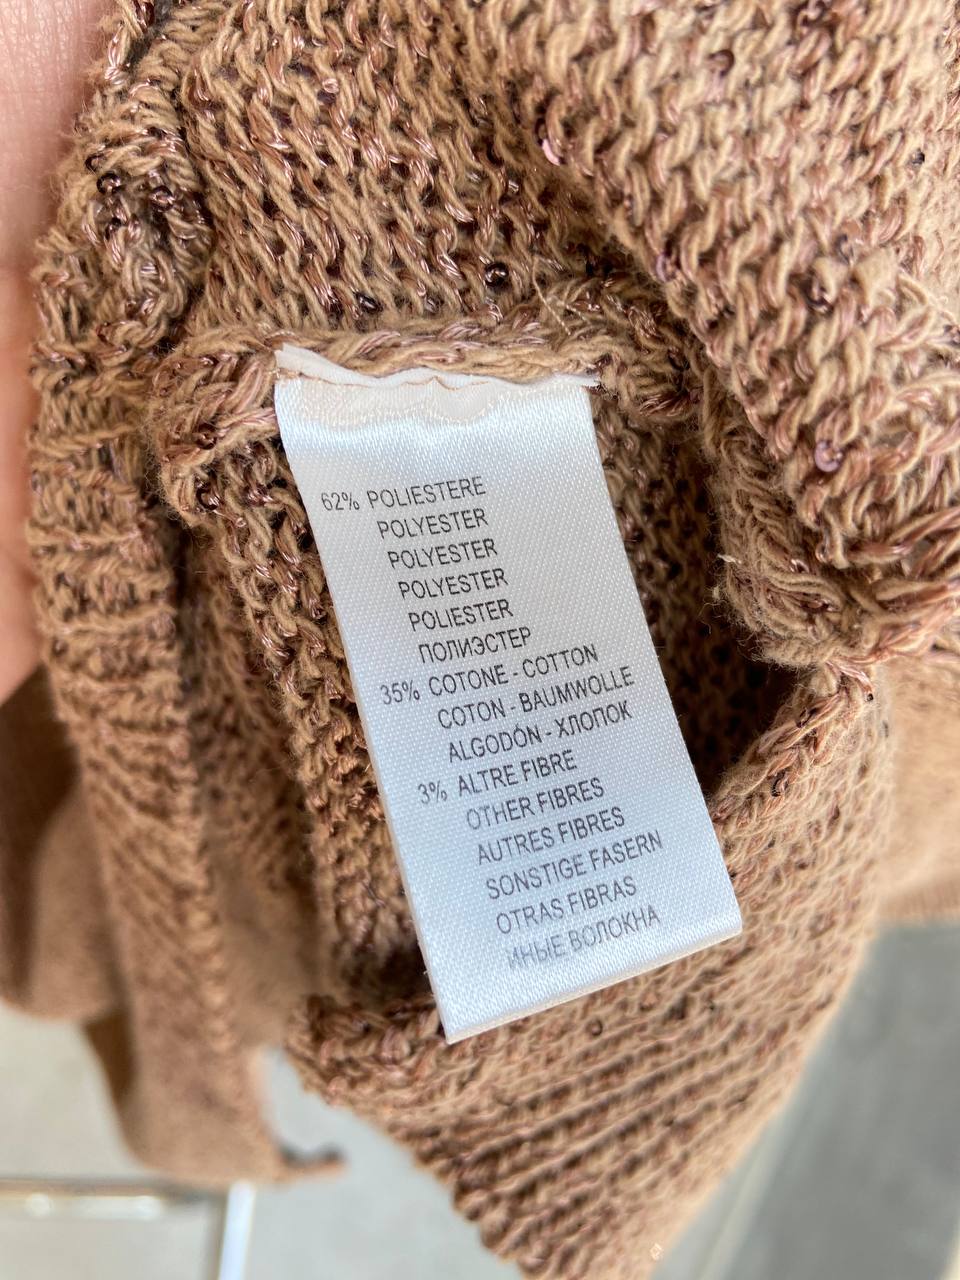 62% POLIESTERE
POLYESTER
POLYESTER
POLYESTER
POLIESTER
ПОЛИЭСТЕР
35% COTONE - COTTON
COTON - BAUMWOLLE
ALGODÓN - ХЛОПОК
3% ALTRE FIBRE
OTHER FIBRES
AUTRES FIBRES
SONSTIGE FASERN
OTRAS FIBRAS
ИНЫЕ ВОЛОКНА